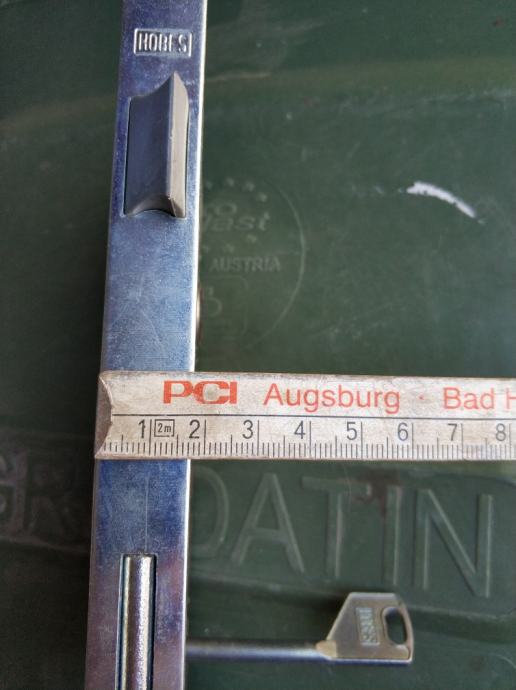 HOBES
AUSTRIA
PCI Augsburg · Bad H
1 2m 2 3 4 5 6 7 8
DATIN